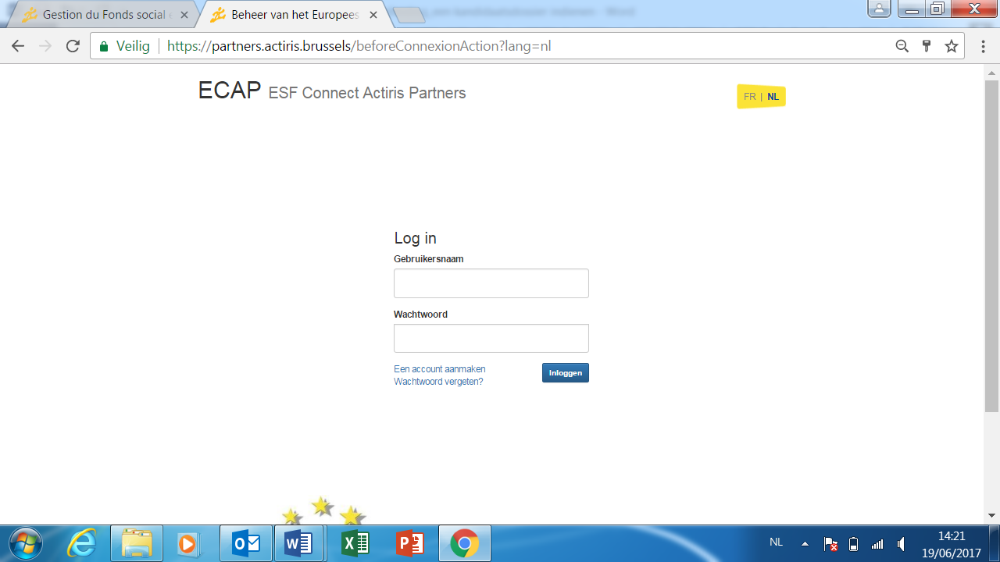 Gestion du Fonds social e
Beheer van het Europees
Veilig
https://partners.actiris.brussels/beforeConnexionAction?lang=nl
ECAP ESF Connect Actiris Partners
FR | NL
Log in
Gebruikersnaam
Wachtwoord
Een account aanmaken
Inloggen
Wachtwoord vergeten?
NL
14:21
19/06/2017